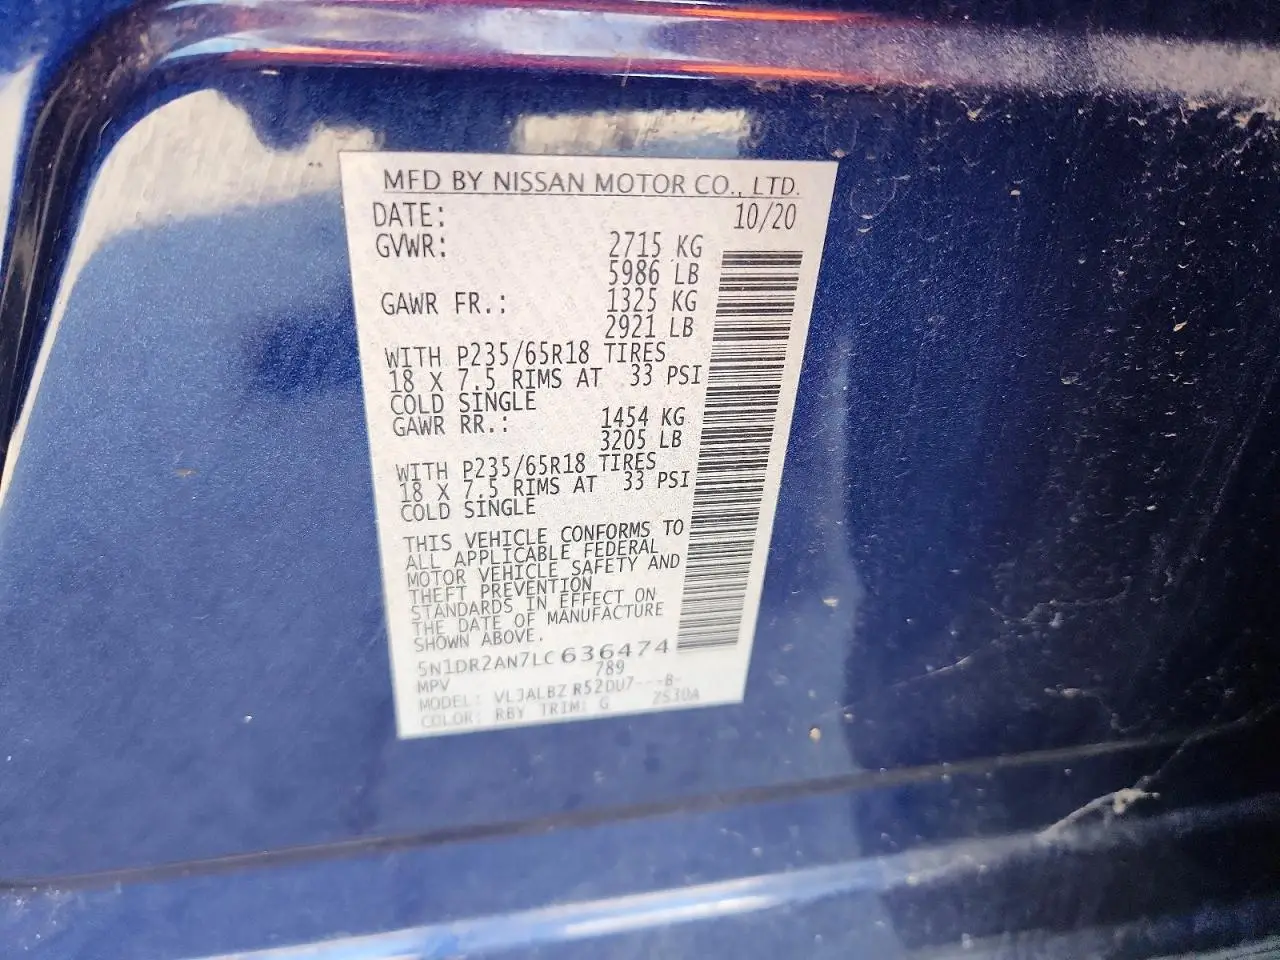 MFD BY NISSAN MOTOR CO., LTD.
DATE: 10/20
GVWR: 2715 KG
5986 LB
GAWR FR.: 1325 KG
2921 LB
WITH P235/65R18 TIRES
18 X 7.5 RIMS AT 33 PSI
COLD SINGLE
GAWR RR.: 1454 KG
3205 LB
WITH P235/65R18 TIRES
18 X 7.5 RIMS AT 33 PSI
COLD SINGLE
THIS VEHICLE CONFORMS TO
ALL APPLICABLE FEDERAL
MOTOR VEHICLE SAFETY AND
THEFT PREVENTION
STANDARDS IN EFFECT ON
THE DATE OF MANUFACTURE
SHOWN ABOVE.
5N1DR2AN7LC636474
MPV 789
MODEL: VLJALBZ R52DU7---B-
COLOR: RBY TRIM: G 2S30A